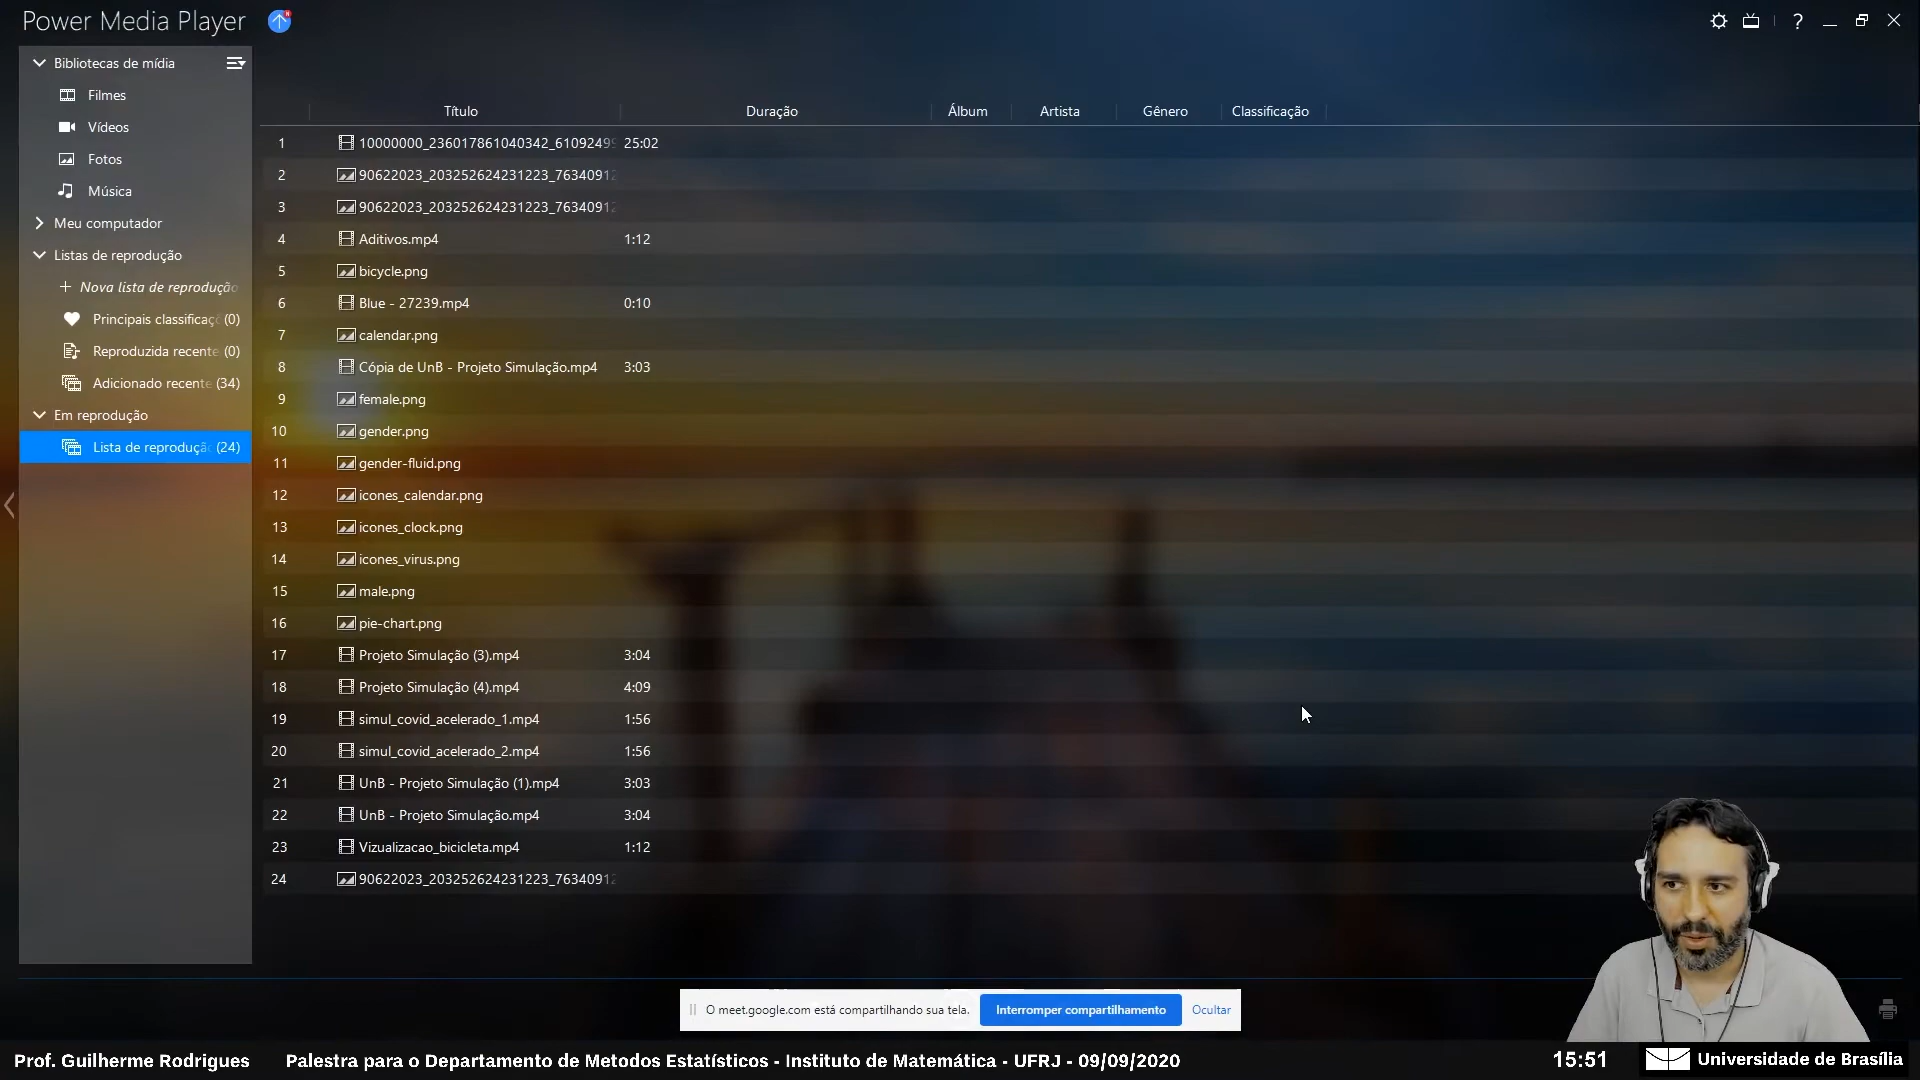 Power Media Player
?
Bibliotecas de mídia
Filmes
Vídeos
Fotos
Música
Meu computador
Listas de reprodução
+ Nova lista de reprodução
Principais classificaç (0)
Reproduzida recente (0)
Adicionado recente (34)
Em reprodução
Lista de reproduçã (24)
Título Duração Álbum Artista Gênero Classificação
1 10000000_236017861040342_61092499 25:02
2 90622023_203252624231223_76340912
3 90622023_203252624231223_76340912
4 Aditivos.mp4 1:12
5 bicycle.png
6 Blue - 27239.mp4 0:10
7 calendar.png
8 Cópia de UnB - Projeto Simulação.mp4 3:03
9 female.png
10 gender.png
11 gender-fluid.png
12 icones_calendar.png
13 icones_clock.png
14 icones_virus.png
15 male.png
16 pie-chart.png
17 Projeto Simulação (3).mp4 3:04
18 Projeto Simulação (4).mp4 4:09
19 simul_covid_acelerado_1.mp4 1:56
20 simul_covid_acelerado_2.mp4 1:56
21 UnB - Projeto Simulação (1).mp4 3:03
22 UnB - Projeto Simulação.mp4 3:04
23 Vizualizacao_bicicleta.mp4 1:12
24 90622023_203252624231223_76340912
O meet.google.com está compartilhando sua tela. Interromper compartilhamento Ocultar
Prof. Guilherme Rodrigues Palestra para o Departamento de Metodos Estatísticos - Instituto de Matemática - UFRJ - 09/09/2020 15:51 Universidade de Brasília